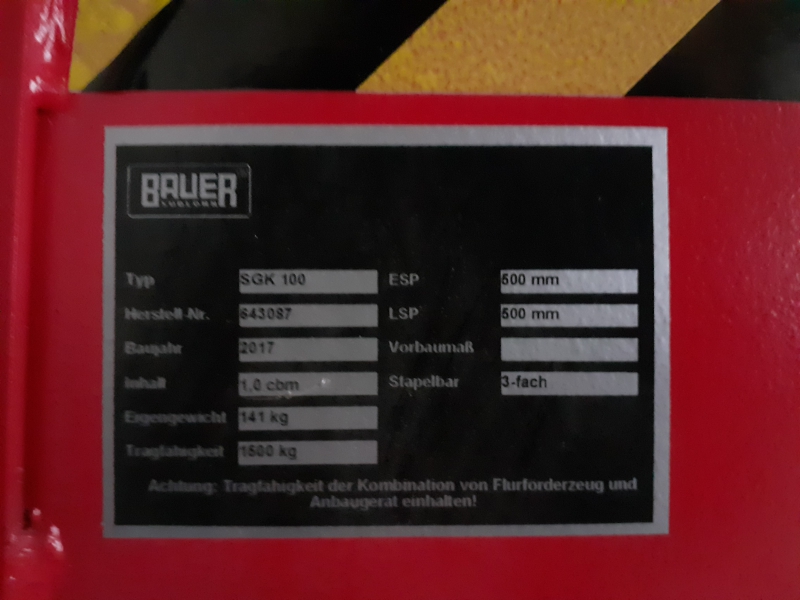 BAUER
SÜDLOHN
Typ SGK 100 ESP 500 mm
Herstell-Nr. 643087 LSP 500 mm
Baujahr 2017 Vorbaumaß
Inhalt 1,0 cbm Stapelbar 3-fach
Eigengewicht 141 kg
Tragfähigkeit 1500 kg
Achtung: Tragfähigkeit der Kombination von Flurförderzeug und
Anbaugerät einhalten!